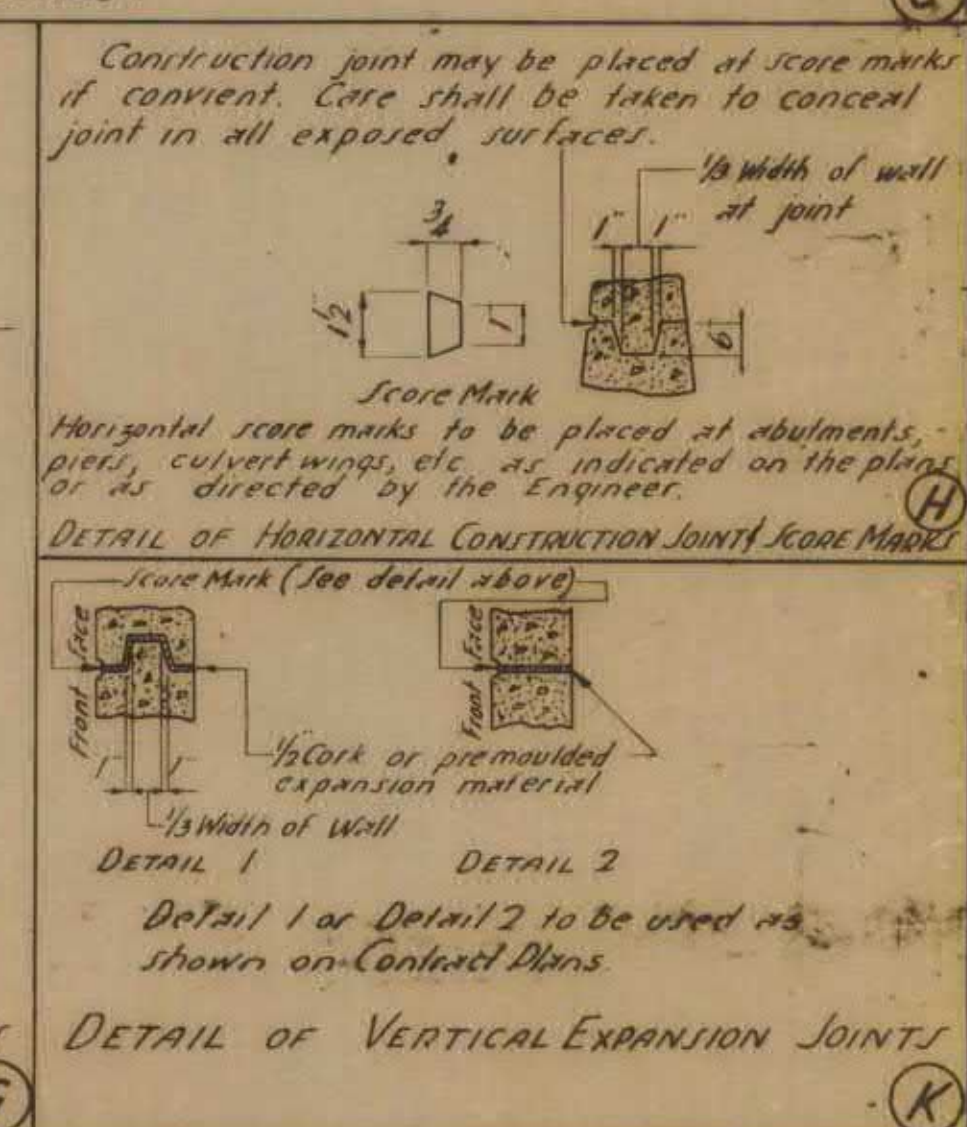 Construction joint may be placed at score marks
if convient. Care shall be taken to conceal
joint in all exposed surfaces.
1/3 Width of wall
at joint
3/4
1" 1"
1 1/2"
1"
6"
Score Mark
Horizontal score marks to be placed at abutments,
piers, culvert wings, etc as indicated on the plans
or as directed by the Engineer.
H
DETAIL OF HORIZONTAL CONSTRUCTION JOINT & SCORE MARKS
Score Mark (See detail above)
Front Face
Front Face
1/2" Cork or premoulded
expansion material
1" 1"
1/3 Width of Wall
DETAIL 1 DETAIL 2
Detail 1 or Detail 2 to be used as
shown on Contract Plans.
DETAIL OF VERTICAL EXPANSION JOINTS
K